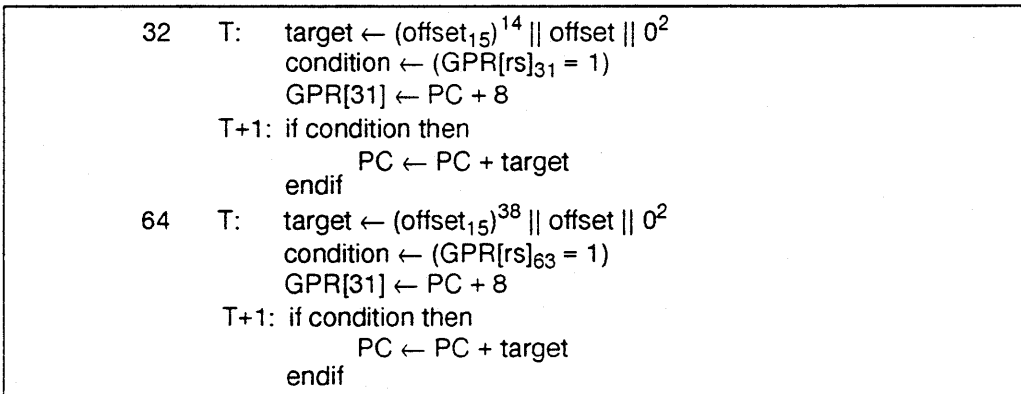 32 T: target ← (offset₁₅)¹⁴ || offset || 0²
condition ← (GPR[rs]₃₁ = 1)
GPR[31] ← PC + 8
T+1: if condition then
PC ← PC + target
endif
64 T: target ← (offset₁₅)³⁸ || offset || 0²
condition ← (GPR[rs]₆₃ = 1)
GPR[31] ← PC + 8
T+1: if condition then
PC ← PC + target
endif